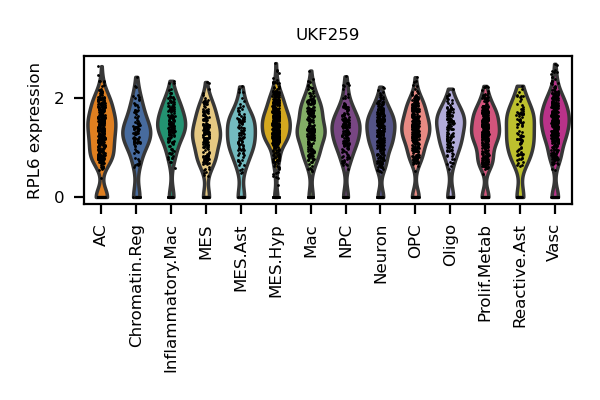 UKF259
RPL6 expression
2
0
AC
Chromatin.Reg
Inflammatory.Mac
MES
MES.Ast
MES.Hyp
Mac
NPC
Neuron
OPC
Oligo
Prolif.Metab
Reactive.Ast
Vasc